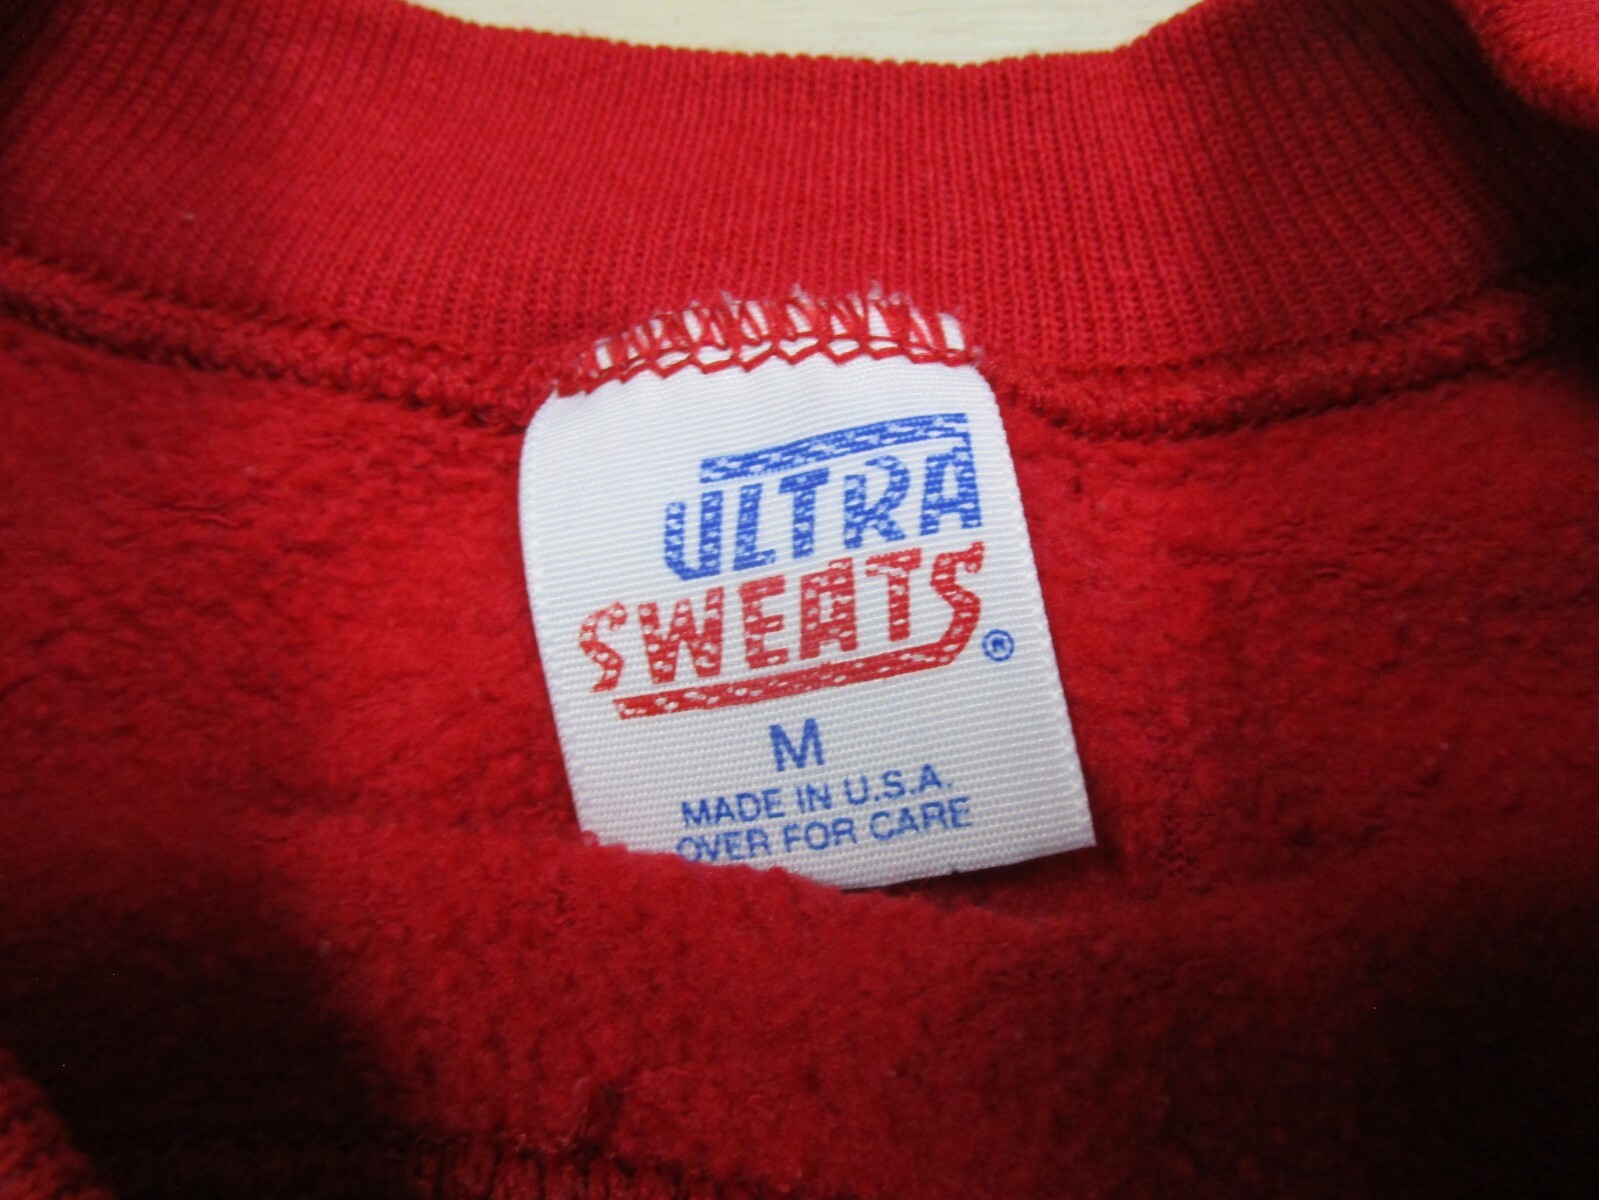 ULTRA
SWEATS ®
M
MADE IN U.S.A.
OVER FOR CARE